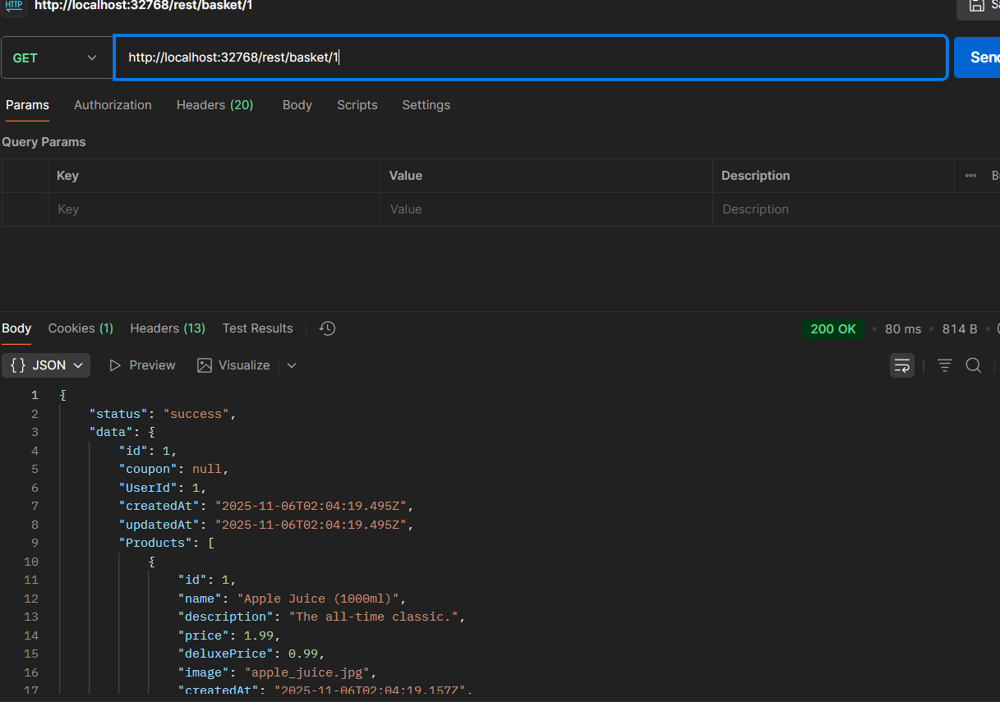 HTTP http://localhost:32768/rest/basket/1
GET http://localhost:32768/rest/basket/1 Send
Params Authorization Headers (20) Body Scripts Settings
Query Params
Key Value Description
Key Value Description
Body Cookies (1) Headers (13) Test Results 200 OK • 80 ms • 814 B •
{} JSON Preview Visualize
1 {
2 "status": "success",
3 "data": {
4 "id": 1,
5 "coupon": null,
6 "UserId": 1,
7 "createdAt": "2025-11-06T02:04:19.495Z",
8 "updatedAt": "2025-11-06T02:04:19.495Z",
9 "Products": [
10 {
11 "id": 1,
12 "name": "Apple Juice (1000ml)",
13 "description": "The all-time classic.",
14 "price": 1.99,
15 "deluxePrice": 0.99,
16 "image": "apple_juice.jpg",
17 "createdAt": "2025-11-06T02:04:19.157Z",